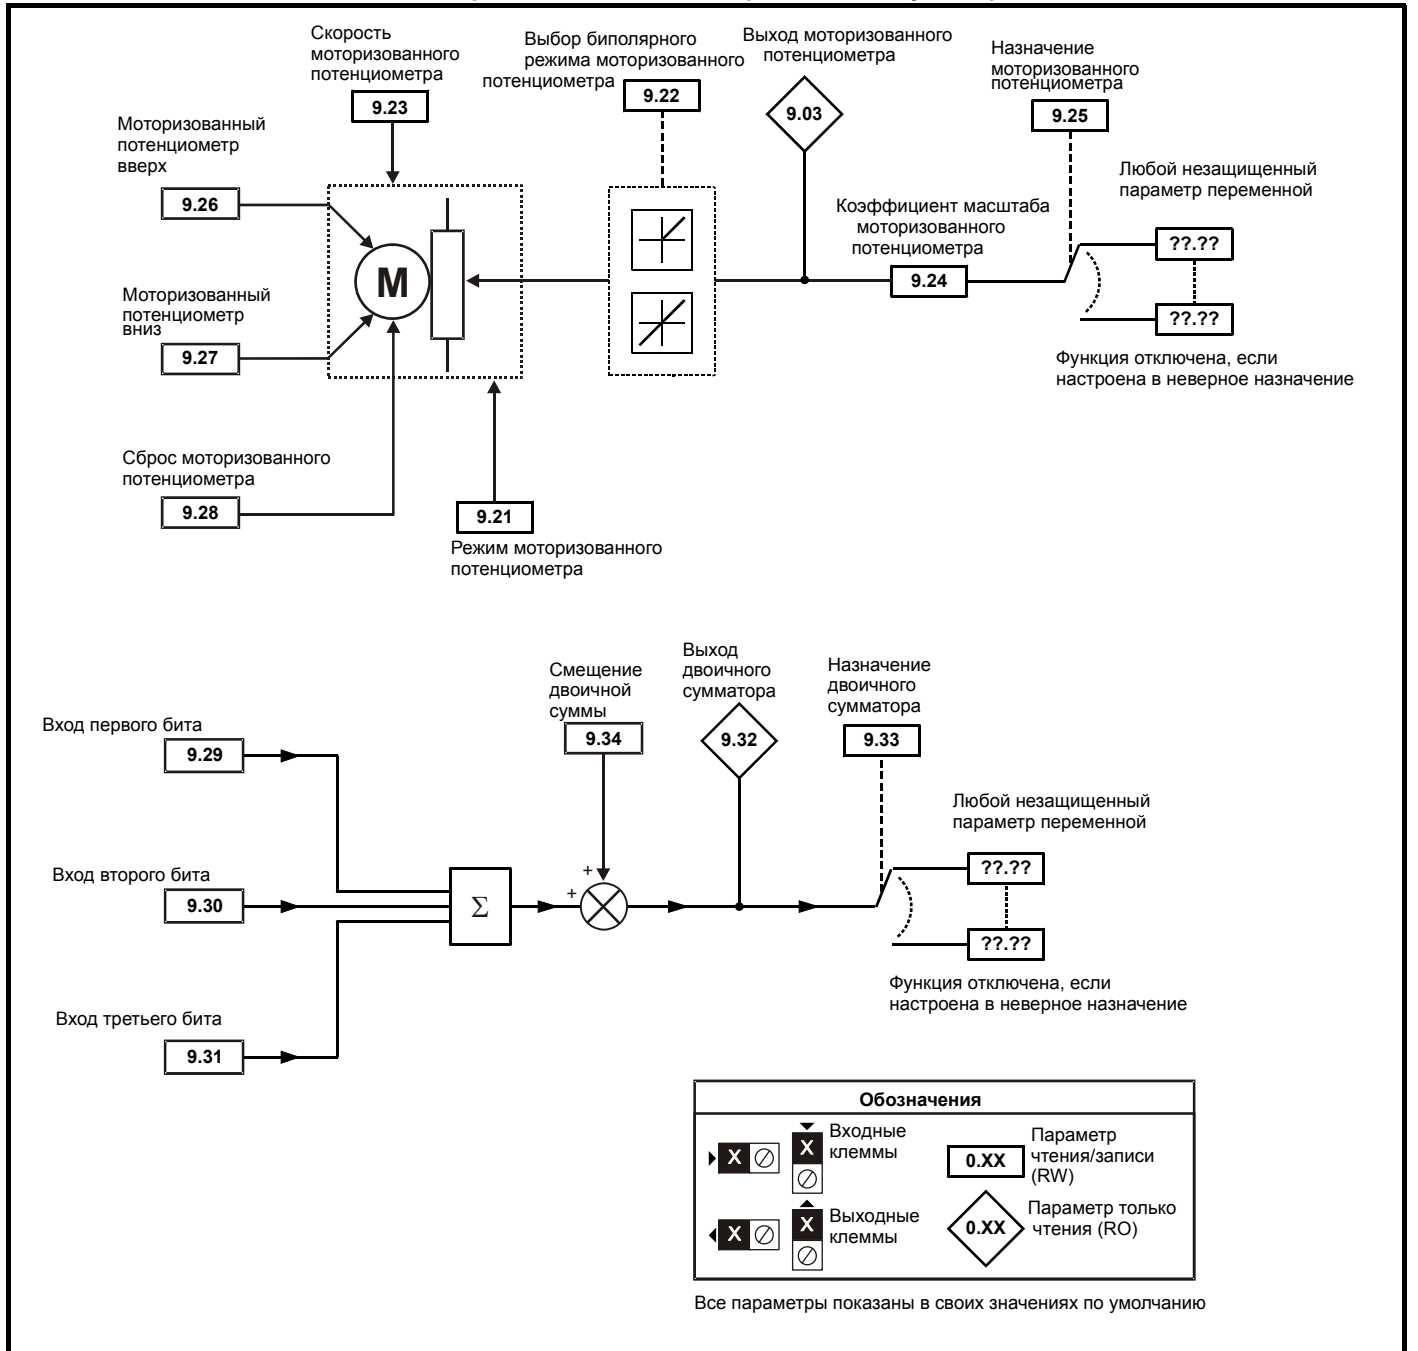 Скорость
моторизованного
потенциометра
9.23
Выбор биполярного
режима моторизованного
потенциометра
9.22
Выход моторизованного
потенциометра
9.03
Назначение
моторизованного
потенциометра
9.25
Моторизованный
потенциометр
вверх
9.26
Любой незащищенный
параметр переменной
??.??
??.??
Коэффициент масштаба
моторизованного
потенциометра
9.24
M
Моторизованный
потенциометр
вниз
9.27
Функция отключена, если
настроена в неверное назначение
Сброс моторизованного
потенциометра
9.28
9.21
Режим моторизованного
потенциометра
Смещение
двоичной
суммы
9.34
Выход
двоичного
сумматора
9.32
Назначение
двоичного
сумматора
9.33
Вход первого бита
9.29
Любой незащищенный
параметр переменной
??.??
??.??
Вход второго бита
9.30
Σ
+
+
Функция отключена, если
настроена в неверное назначение
Вход третьего бита
9.31
Обозначения
X
X
Входные
клеммы
0.XX
Параметр
чтения/записи
(RW)
X
X
Выходные
клеммы
0.XX
Параметр только
чтения (RO)
Все параметры показаны в своих значениях по умолчанию